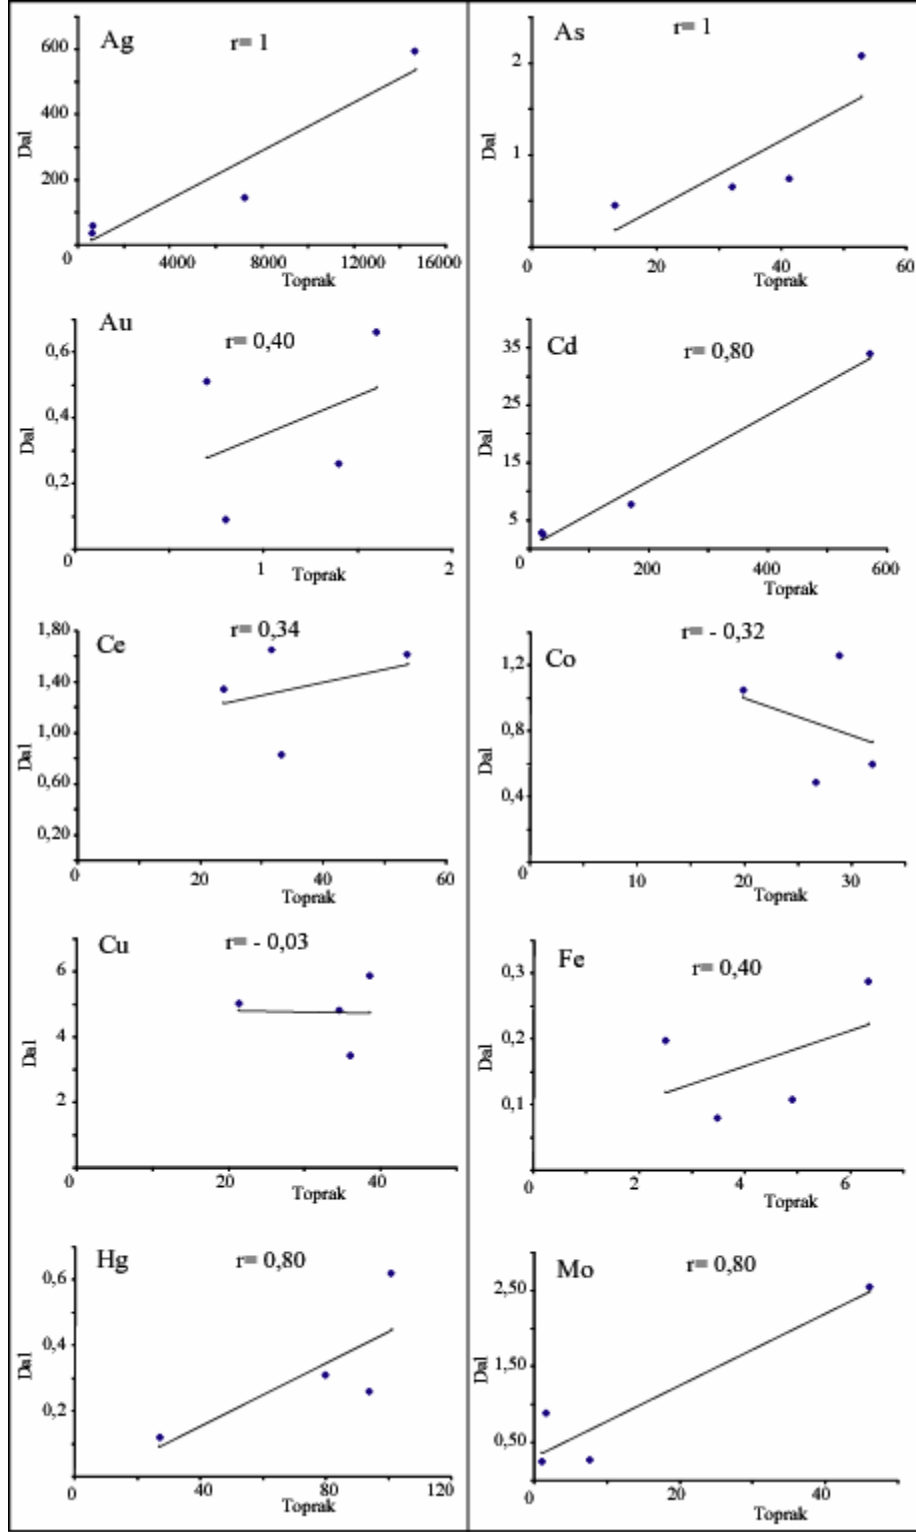 Ag
r= 1
600
400
200
0
4000
8000
12000
16000
Dal
Toprak
As
r= 1
2
1
0
20
40
60
Dal
Toprak
Au
r= 0,40
0,6
0,4
0,2
0
1
2
Dal
Toprak
Cd
r= 0,80
35
25
15
5
0
200
400
600
Dal
Toprak
Ce
r= 0,34
1,80
1,40
1,00
0,60
0,20
0
20
40
60
Dal
Toprak
Co
r= - 0,32
1,2
0,8
0,4
0
10
20
30
Dal
Toprak
Cu
r= - 0,03
6
4
2
0
20
40
Dal
Toprak
Fe
r= 0,40
0,3
0,2
0,1
0
2
4
6
Dal
Toprak
Hg
r= 0,80
0,6
0,4
0,2
0
40
80
120
Dal
Toprak
Mo
r= 0,80
2,50
1,50
0,50
0
20
40
Dal
Toprak